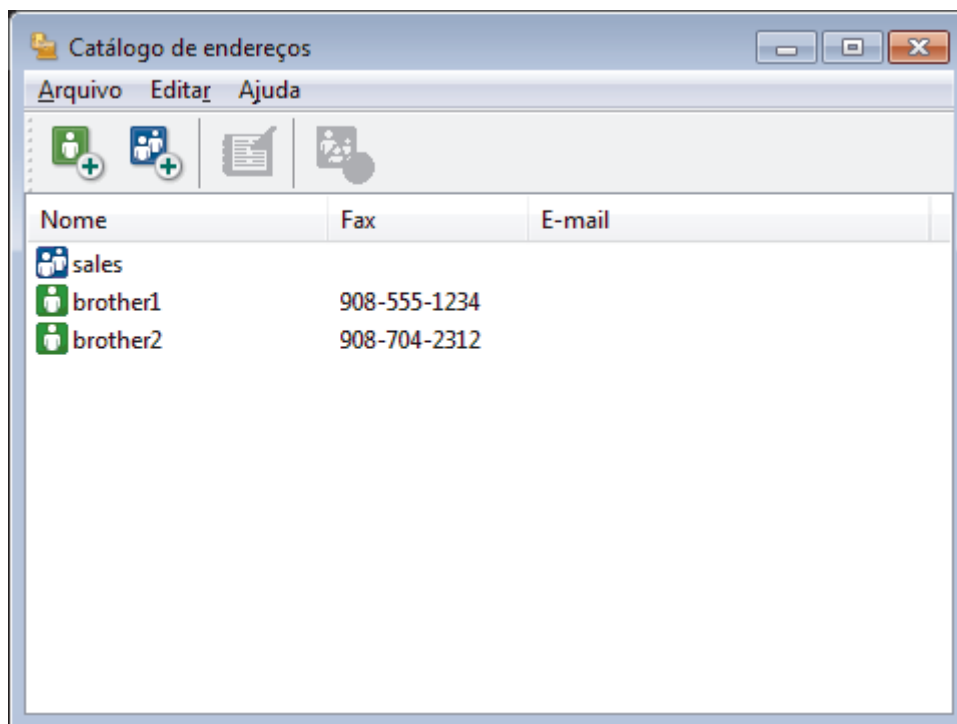 Catálogo de endereços
Arquivo Editar Ajuda
Nome Fax E-mail
sales
brother1 908-555-1234
brother2 908-704-2312